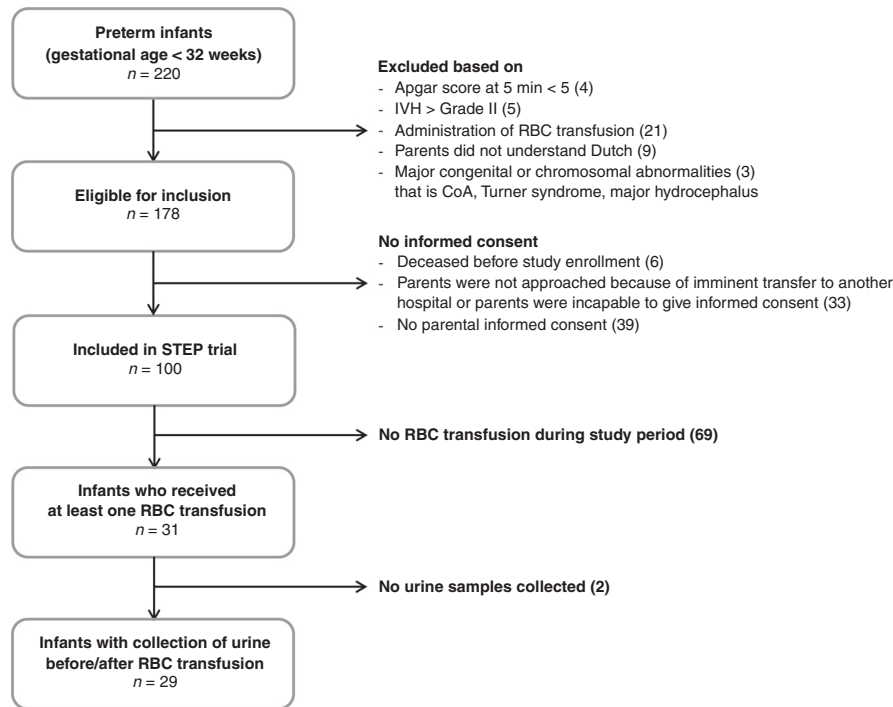 Preterm infants
(gestational age < 32 weeks)
n = 220
Excluded based on
- Apgar score at 5 min < 5 (4)
- IVH > Grade II (5)
- Administration of RBC transfusion (21)
- Parents did not understand Dutch (9)
- Major congenital or chromosomal abnormalities (3)
that is CoA, Turner syndrome, major hydrocephalus
Eligible for inclusion
n = 178
No informed consent
- Deceased before study enrollment (6)
- Parents were not approached because of imminent transfer to another
hospital or parents were incapable to give informed consent (33)
- No parental informed consent (39)
Included in STEP trial
n = 100
No RBC transfusion during study period (69)
Infants who received
at least one RBC transfusion
n = 31
No urine samples collected (2)
Infants with collection of urine
before/after RBC transfusion
n = 29